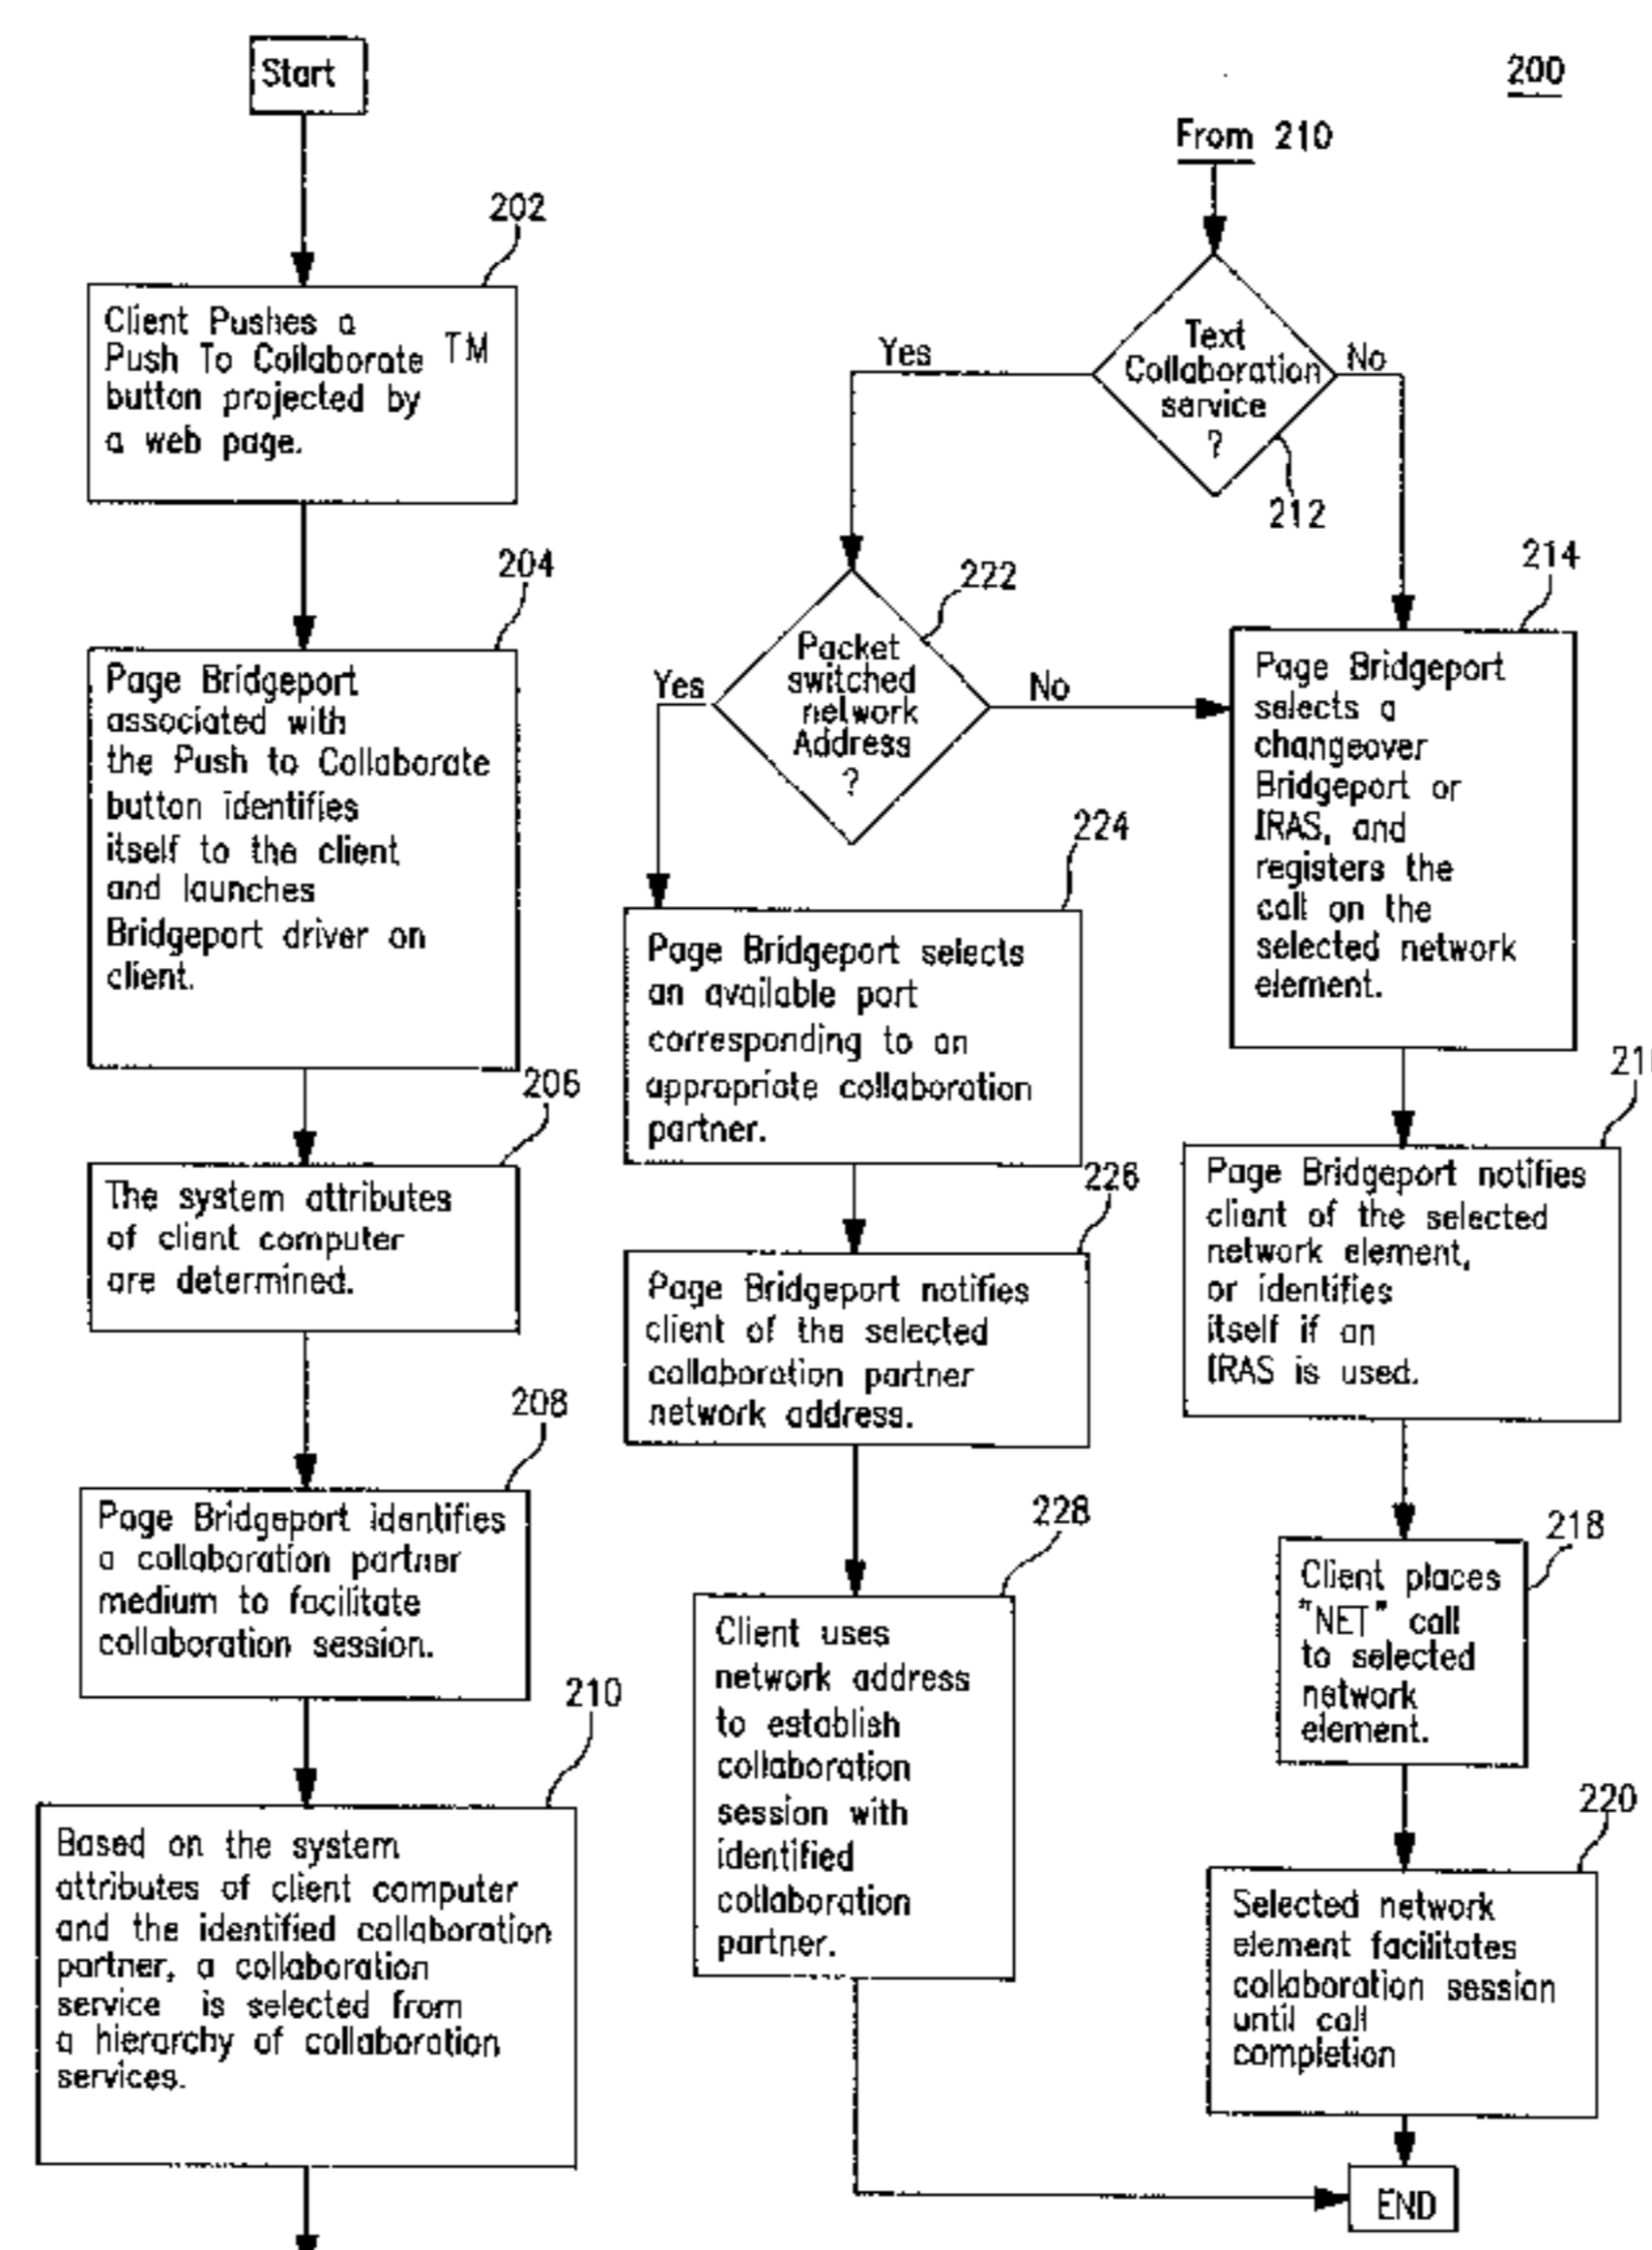 Start
202
Client Pushes a
Push To Collaborate TM
button projected by
a web page.
204
Page Bridgeport
associated with
the Push to Collaborate
button identifies
itself to the client
and launches
Bridgeport driver on
client.
206
The system attributes
of client computer
are determined.
208
Page Bridgeport identifies
a collaboration partner
medium to facilitate
collaboration session.
210
Based on the system
attributes of client computer
and the identified collaboration
partner, a collaboration
service is selected from
a hierarchy of collaboration
services.
200
From 210
Text
Collaboration
service
?
Yes
No
212
222
Packet
switched
network
Address
?
Yes
No
224
Page Bridgeport selects
an available port
corresponding to an
appropriate collaboration
partner.
226
Page Bridgeport notifies
client of the selected
collaboration partner
network address.
228
Client uses
network address
to establish
collaboration
session with
identified
collaboration
partner.
214
Page Bridgeport
selects a
changeover
Bridgeport or
IRAS, and
registers the
call on the
selected network
element.
Page Bridgeport notifies
client of the selected
network element,
or identifies
itself if an
IRAS is used.
218
Client places
"NET" call
to selected
network
element.
220
Selected network
element facilitates
collaboration session
until call
completion
END